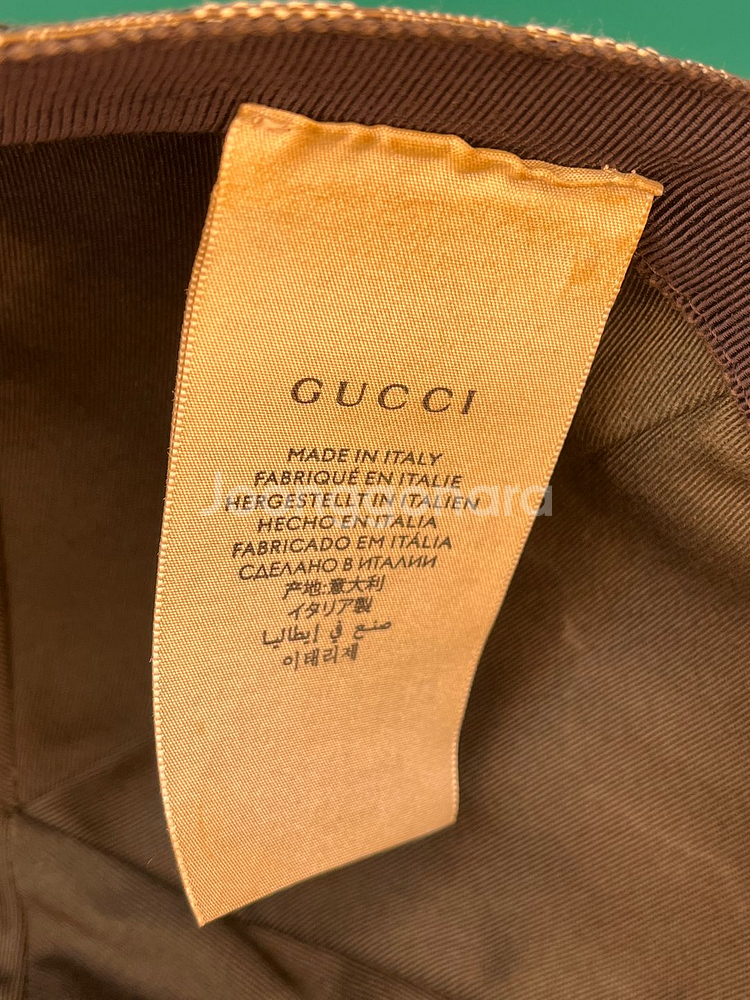 GUCCI
MADE IN ITALY
FABRIQUÉ EN ITALIE
HERGESTELLT IN ITALIEN
HECHO EN ITALIA
FABRICADO EM ITÁLIA
СДЕЛАНО В ИТАЛИИ
产地:意大利
イタリア製
صنع في إيطاليا
이태리제